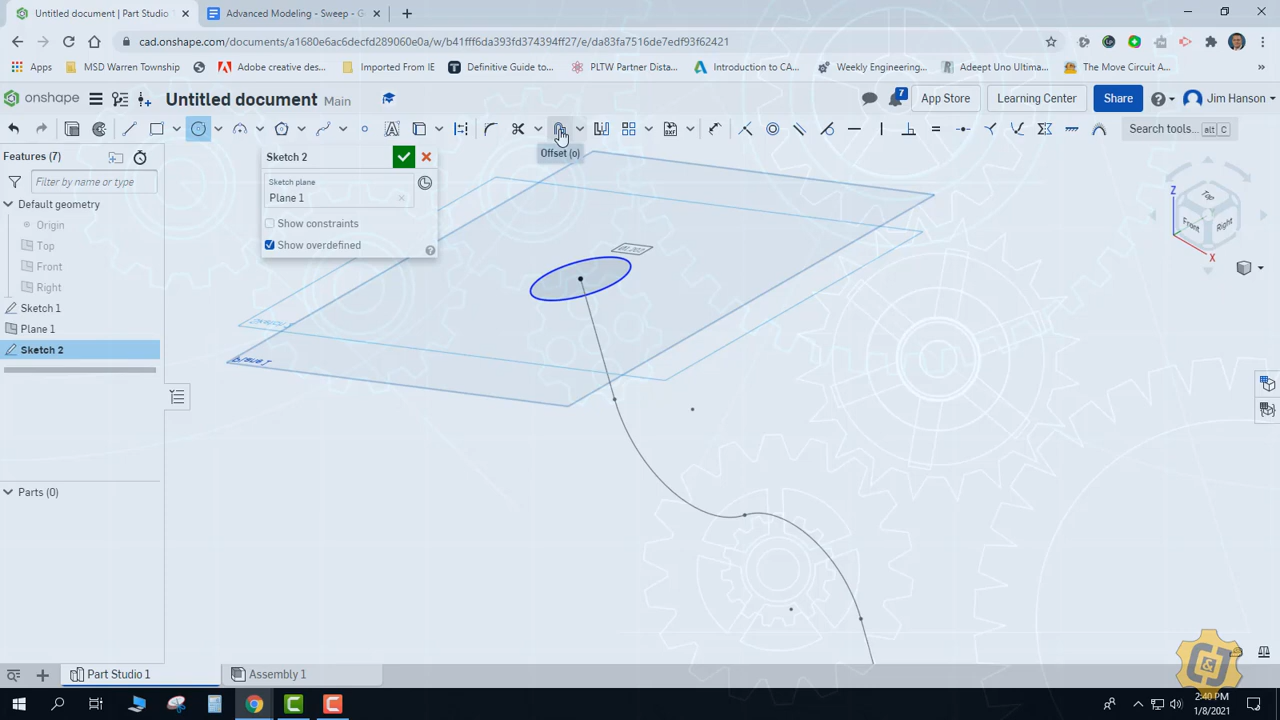 Untitled document | Part Studio
Advanced Modeling - Sweep - G
cad.onshape.com/documents/a1680e6ac6decfd289060e0a/w/b41fff6da393fd374394ff27/e/da83fa7516de7edf93f62421
Apps
MSD Warren Township
Adobe creative des...
Imported From IE
Definitive Guide to...
PLTW Partner Dista...
Introduction to CA...
Weekly Engineering...
Adeept Uno Ultima...
The Move Circuit A...
»
onshape
Untitled document
Main
7
App Store
Learning Center
Share
Jim Hanson
Search tools...
alt C
Features (7)
Filter by name or type
Default geometry
Origin
Top
Front
Right
Sketch 1
Plane 1
Sketch 2
Parts (0)
Sketch 2
Sketch plane
Plane 1
Show constraints
Show overdefined
Offset (o)
Z
Top
Front
Right
X
Part Studio 1
Assembly 1
C&J
2:40 PM
1/8/2021